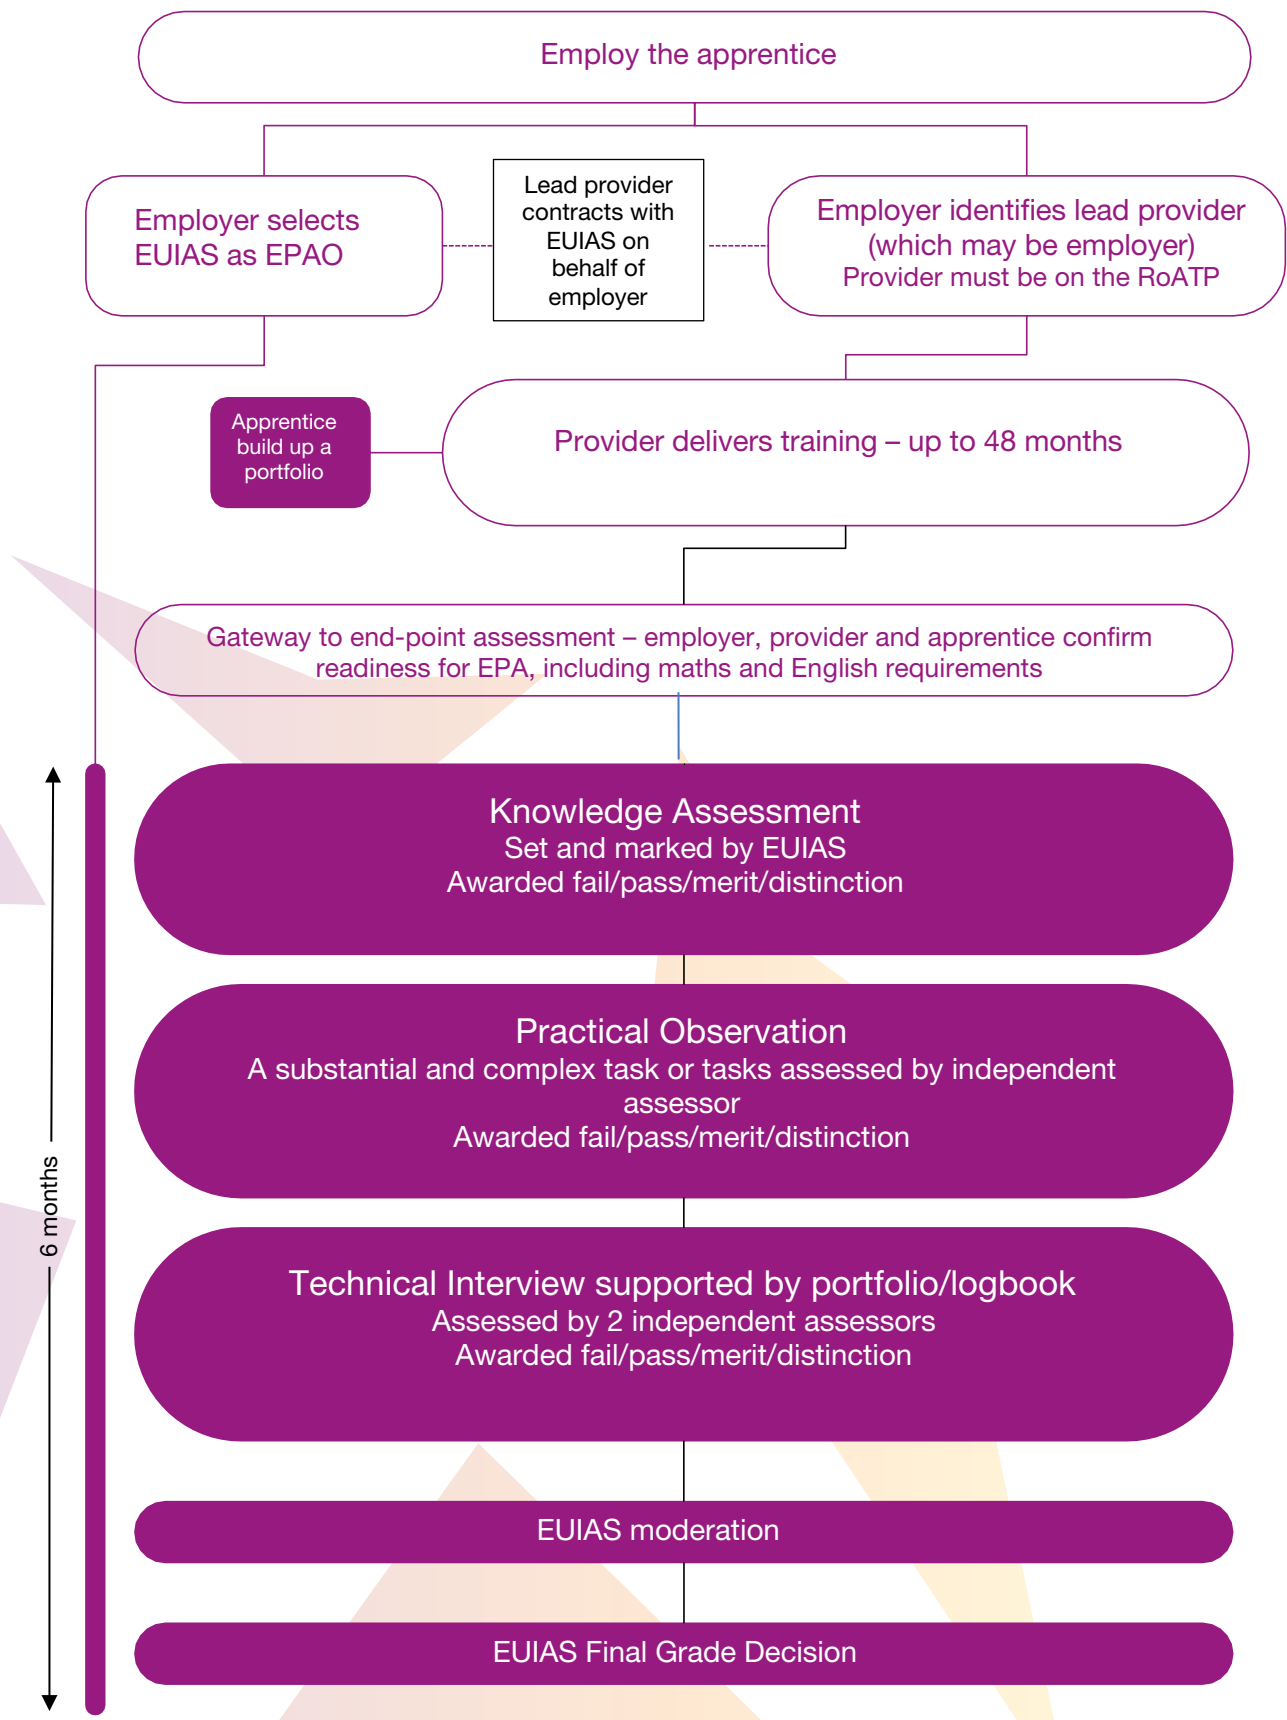 Employ the apprentice
Employer selects
EUIAS as EPAO
Lead provider
contracts with
EUIAS on
behalf of
employer
Employer identifies lead provider
(which may be employer)
Provider must be on the RoATP
Apprentice
build up a
portfolio
Provider delivers training – up to 48 months
Gateway to end-point assessment – employer, provider and apprentice confirm
readiness for EPA, including maths and English requirements
6 months
Knowledge Assessment
Set and marked by EUIAS
Awarded fail/pass/merit/distinction
Practical Observation
A substantial and complex task or tasks assessed by independent
assessor
Awarded fail/pass/merit/distinction
Technical Interview supported by portfolio/logbook
Assessed by 2 independent assessors
Awarded fail/pass/merit/distinction
EUIAS moderation
EUIAS Final Grade Decision